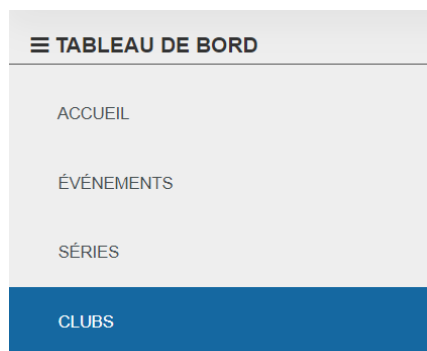 TABLEAU DE BORD
ACCUEIL
ÉVÉNEMENTS
SÉRIES
CLUBS